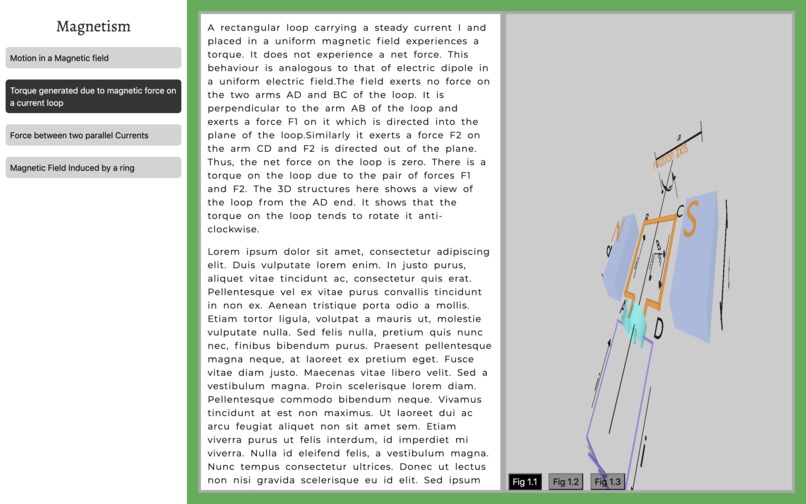 Magnetism
Motion in a Magnetic field
Torque generated due to magnetic force on
a current loop
Force between two parallel Currents
Magnetic Field Induced by a ring
A rectangular loop carrying a steady current I and
placed in a uniform magnetic field experiences a
torque. It does not experience a net force. This
behaviour is analogous to that of electric dipole in
a uniform electric field.The field exerts no force on
the two arms AD and BC of the loop. It is
perpendicular to the arm AB of the loop and
exerts a force F1 on it which is directed into the
plane of the loop.Similarly it exerts a force F2 on
the arm CD and F2 is directed out of the plane.
Thus, the net force on the loop is zero. There is a
torque on the loop due to the pair of forces F1
and F2. The 3D structures here shows a view of
the loop from the AD end. It shows that the
torque on the loop tends to rotate it anti-
clockwise.
Lorem ipsum dolor sit amet, consectetur adipiscing
elit. Duis vulputate lorem enim. In justo purus,
aliquet vitae tincidunt ac, consectetur quis erat.
Pellentesque vel ex vitae purus convallis tincidunt
in non ex. Aenean tristique porta odio a mollis.
Etiam tortor ligula, volutpat a mauris ut, molestie
vulputate nulla. Sed felis nulla, pretium quis nunc
nec, finibus bibendum purus. Praesent pellentesque
magna neque, at laoreet ex pretium eget. Fusce
vitae diam justo. Maecenas vitae libero velit. Sed a
vestibulum magna. Proin scelerisque lorem diam.
Pellentesque commodo bibendum neque. Vivamus
tincidunt at est non maximus. Ut laoreet dui ac
arcu feugiat aliquet non sit amet sem. Etiam
viverra purus ut felis interdum, id imperdiet mi
viverra. Nulla id eleifend felis, a vestibulum magna.
Nunc tempus consectetur ultrices. Donec ut lectus
non nisi gravida scelerisque eu id elit. Sed ipsum
axis
C
S
D
Fig 1.1
Fig 1.2
Fig 1.3